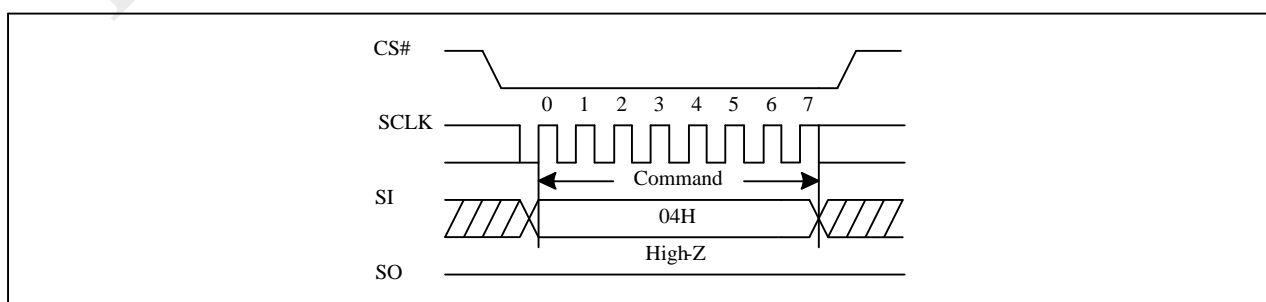 CS#
0 1 2 3 4 5 6 7
SCLK
Command
SI
04H
High-Z
SO